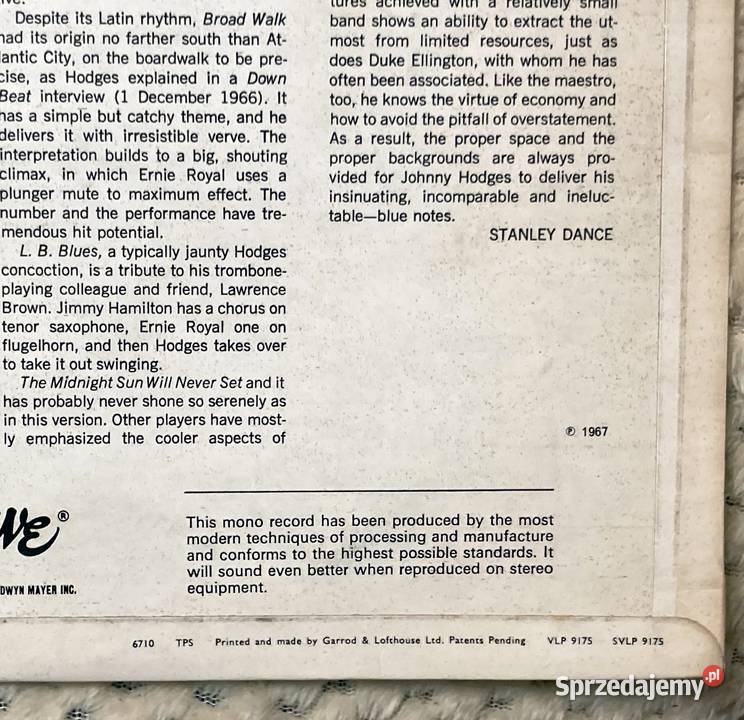 Despite its Latin rhythm, Broad Walk
had its origin no farther south than At-
lantic City, on the boardwalk to be pre-
cise, as Hodges explained in a Down
Beat interview (1 December 1966). It
has a simple but catchy theme, and he
delivers it with irresistible verve. The
interpretation builds to a big, shouting
climax, in which Ernie Royal uses a
plunger mute to maximum effect. The
number and the performance have tre-
mendous hit potential.
L. B. Blues, a typically jaunty Hodges
concoction, is a tribute to his trombone-
playing colleague and friend, Lawrence
Brown. Jimmy Hamilton has a chorus on
tenor saxophone, Ernie Royal one on
flugelhorn, and then Hodges takes over
to take it out swinging.
The Midnight Sun Will Never Set and it
has probably never shone so serenely as
in this version. Other players have most-
ly emphasized the cooler aspects of
tures achieved with a relatively small
band shows an ability to extract the ut-
most from limited resources, just as
does Duke Ellington, with whom he has
often been associated. Like the maestro,
too, he knows the virtue of economy and
how to avoid the pitfall of overstatement.
As a result, the proper space and the
proper backgrounds are always pro-
vided for Johnny Hodges to deliver his
insinuating, incomparable and ineluc-
table—blue notes.
STANLEY DANCE
℗ 1967
VE®
DWYN MAYER INC.
This mono record has been produced by the most
modern techniques of processing and manufacture
and conforms to the highest possible standards. It
will sound even better when reproduced on stereo
equipment.
6710 TPS Printed and made by Garrod & Lofthouse Ltd. Patents Pending VLP 9175 SVLP 9175
Sprzedajemy.pl